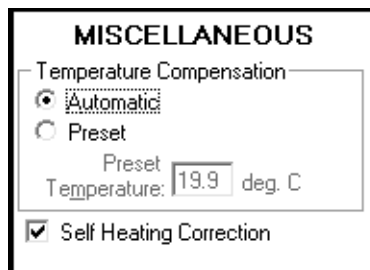 MISCELLANEOUS
Temperature Compensation
Automatic
Preset
Preset
Temperature: 19.9 deg. C
Self Heating Correction